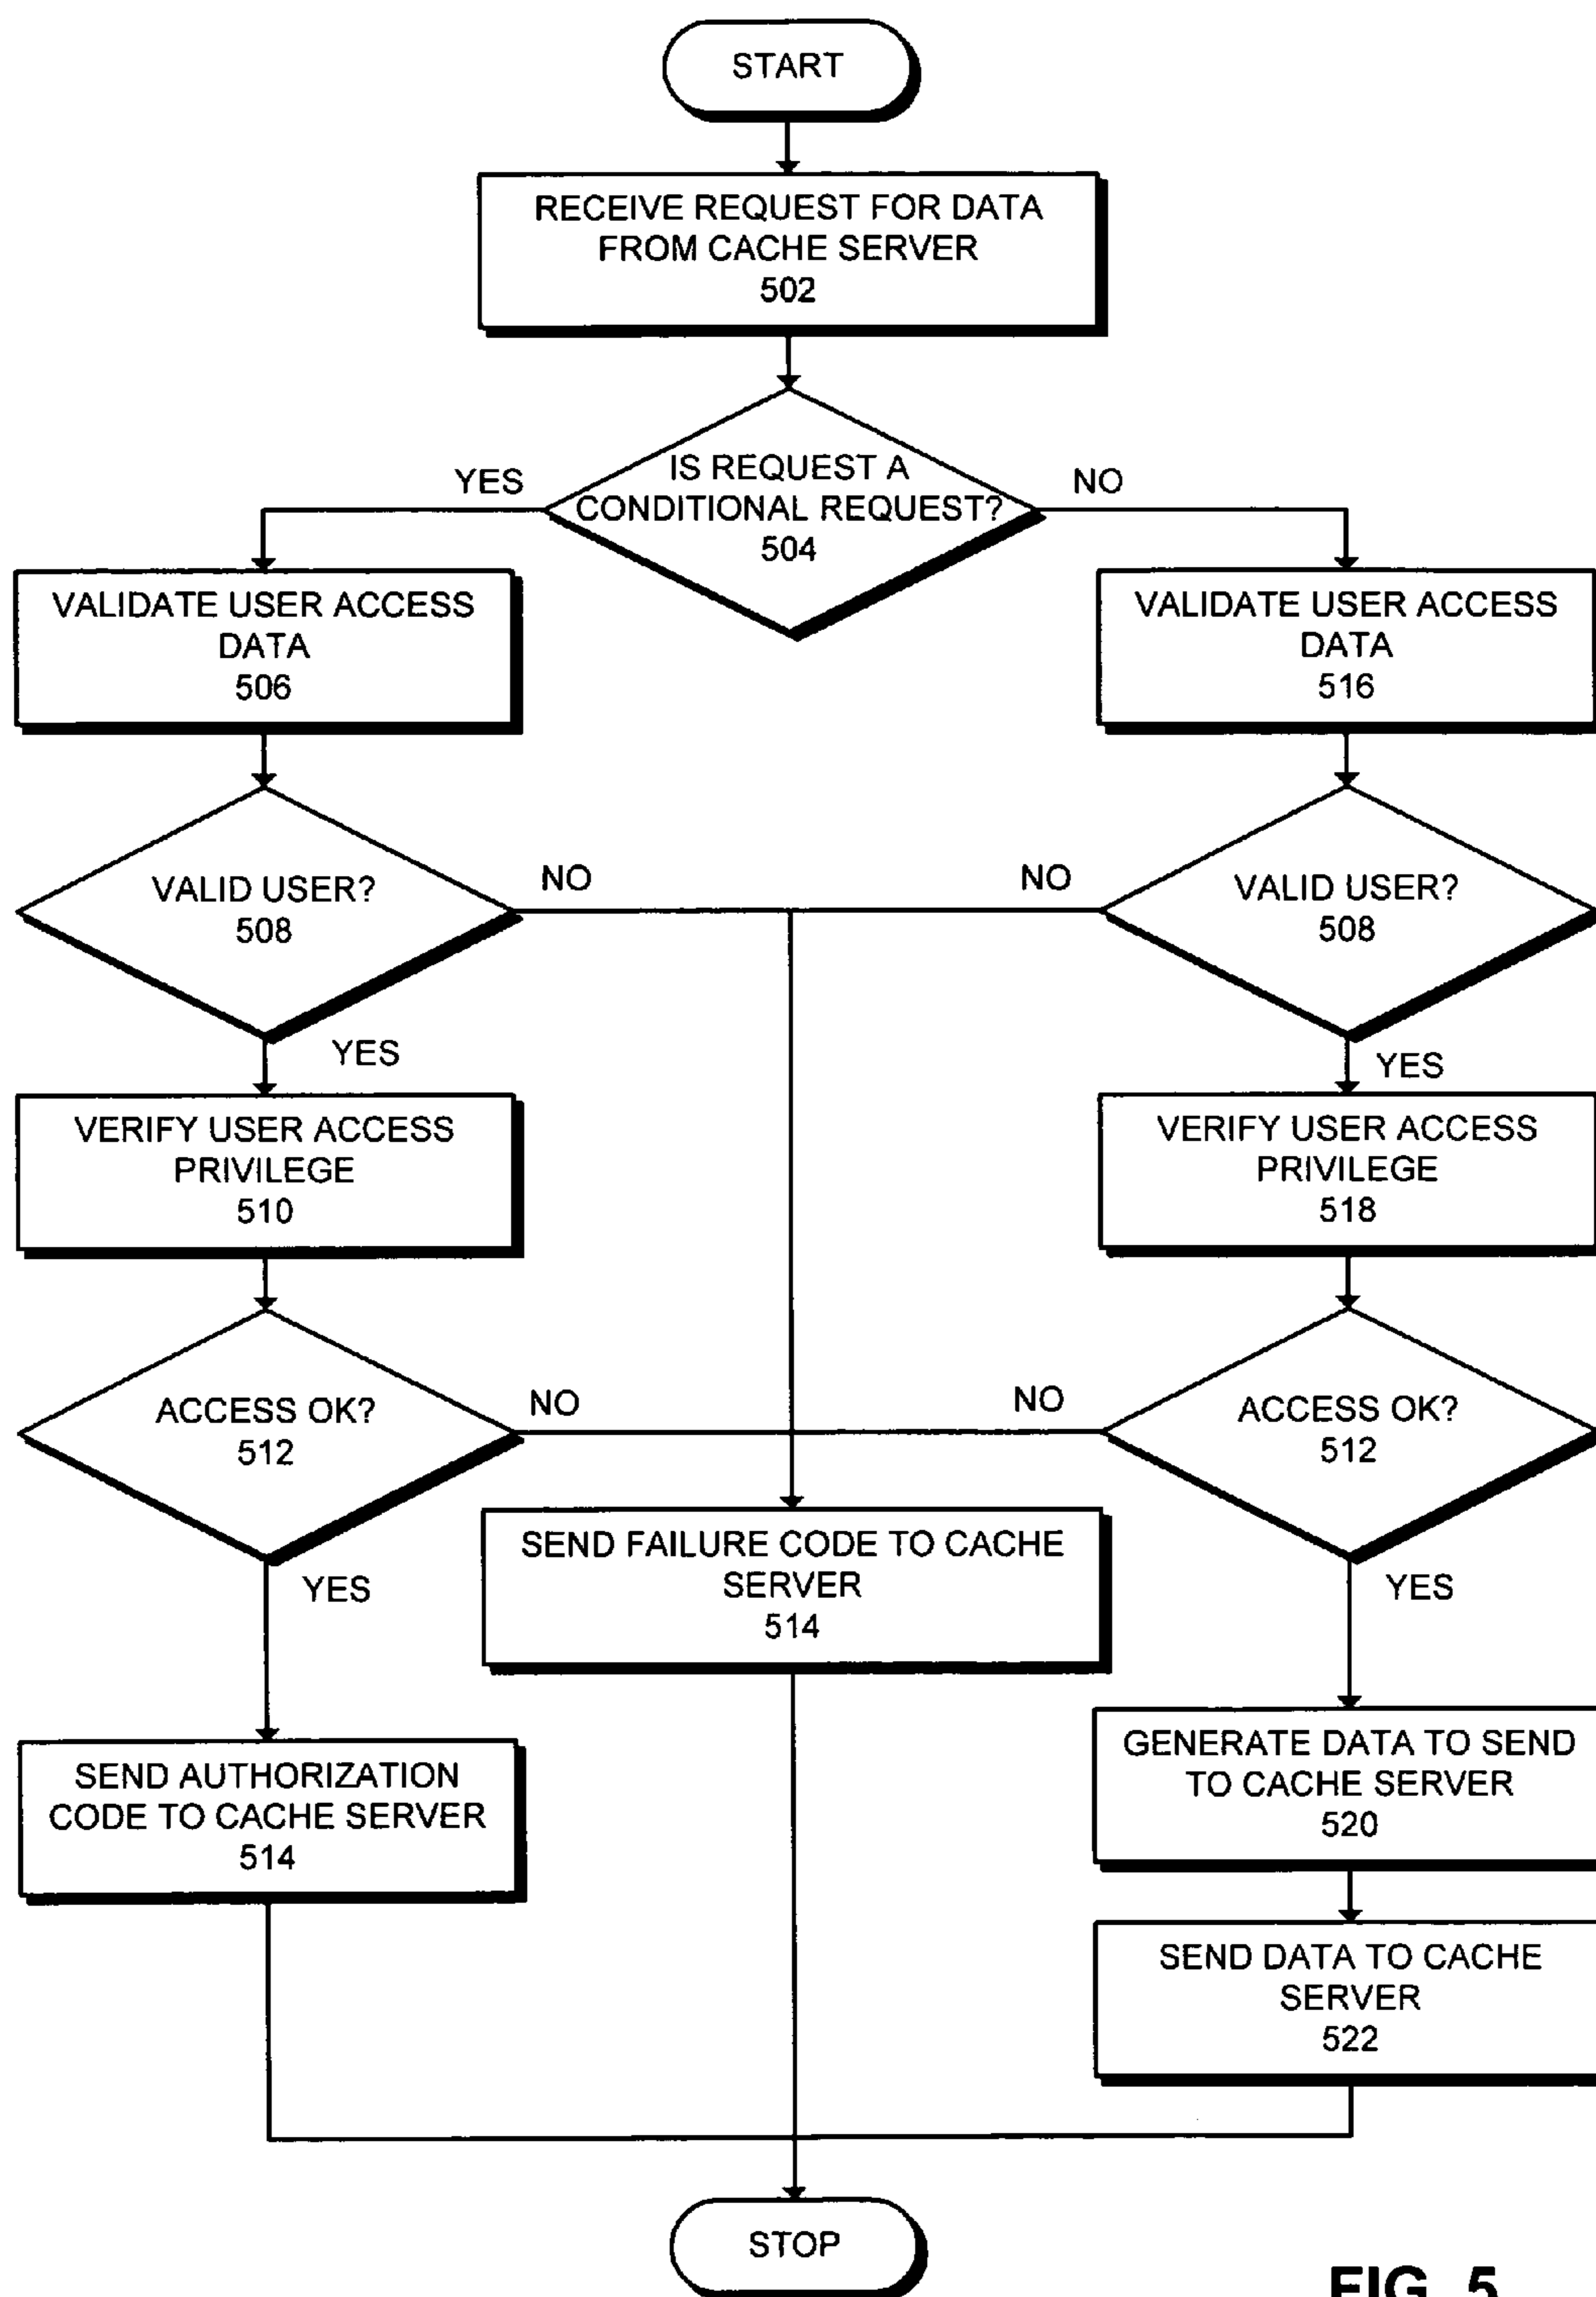 START
RECEIVE REQUEST FOR DATA
FROM CACHE SERVER
502
IS REQUEST A
CONDITIONAL REQUEST?
504
YES
NO
VALIDATE USER ACCESS
DATA
506
VALIDATE USER ACCESS
DATA
516
VALID USER?
508
NO
NO
VALID USER?
508
YES
YES
VERIFY USER ACCESS
PRIVILEGE
510
VERIFY USER ACCESS
PRIVILEGE
518
ACCESS OK?
512
NO
NO
ACCESS OK?
512
YES
SEND FAILURE CODE TO CACHE
SERVER
514
YES
SEND AUTHORIZATION
CODE TO CACHE SERVER
514
GENERATE DATA TO SEND
TO CACHE SERVER
520
SEND DATA TO CACHE
SERVER
522
STOP
FIG. 5